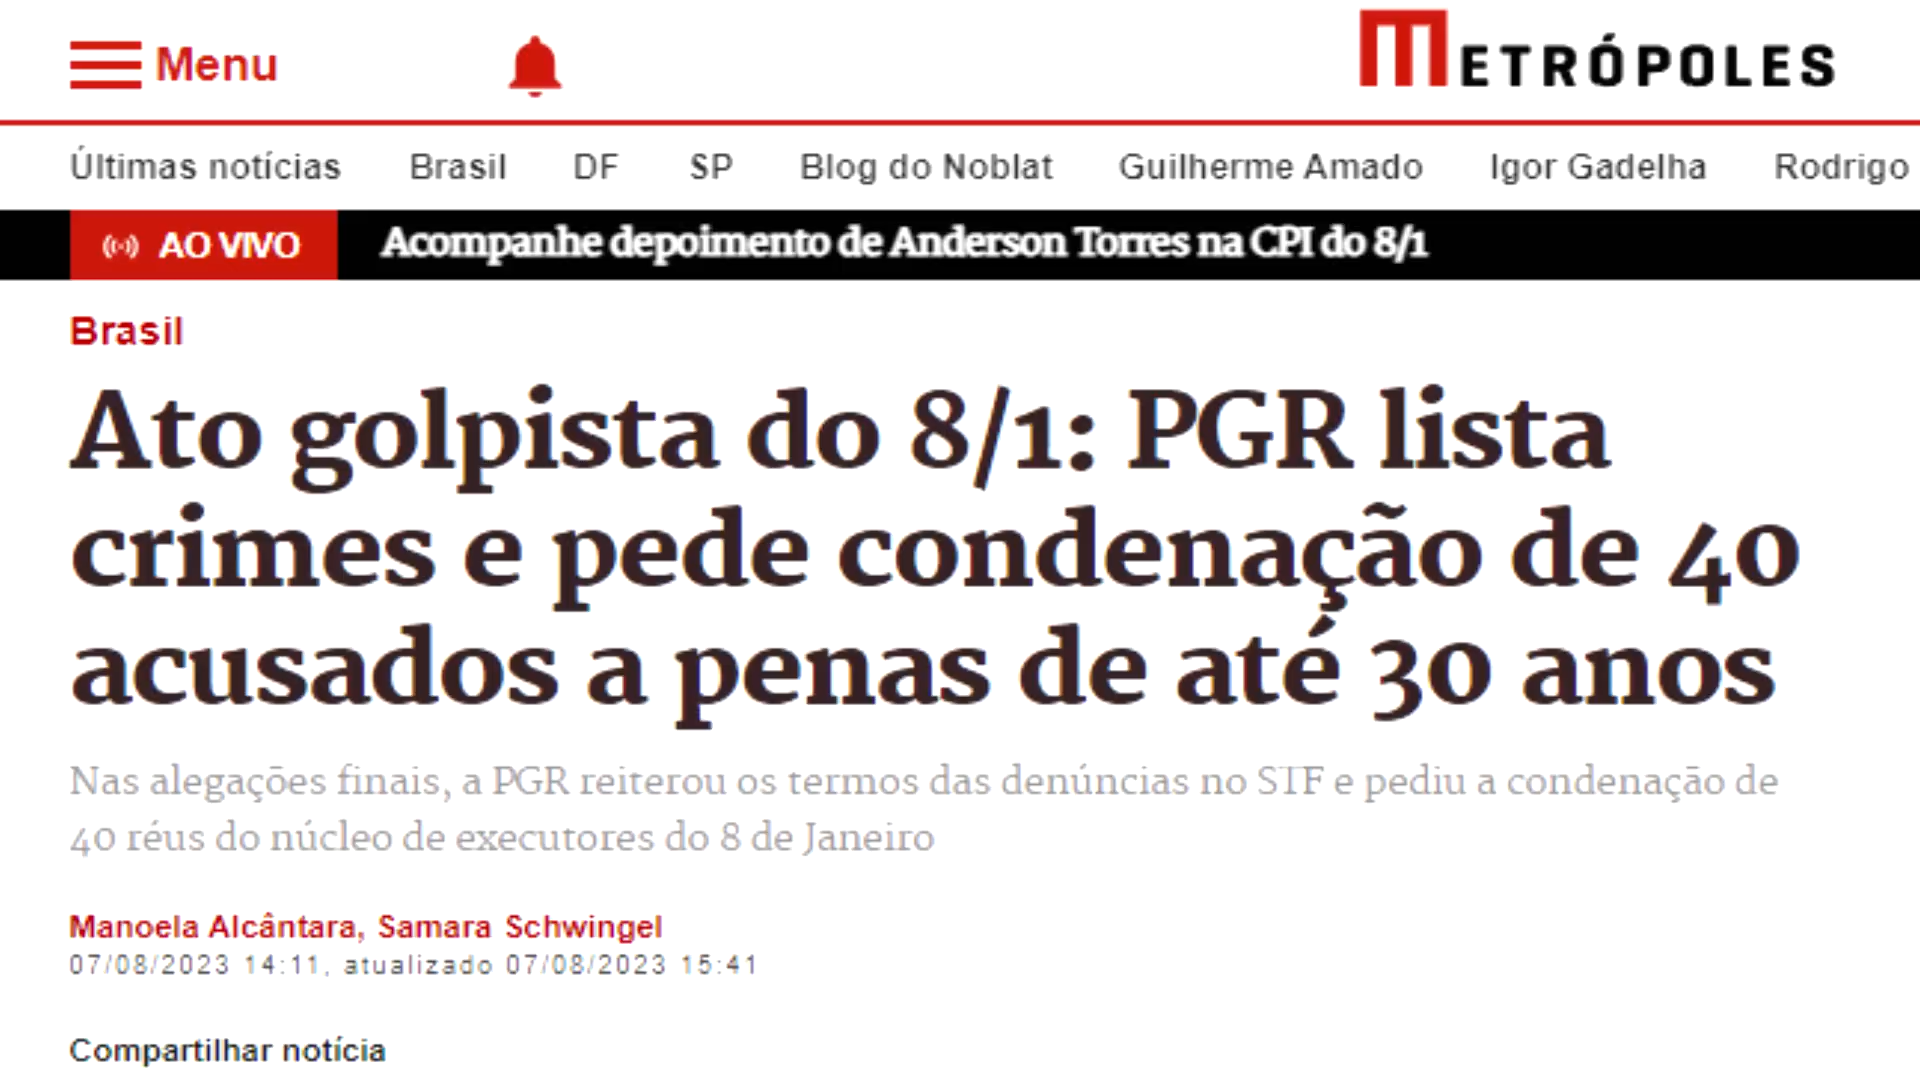 Menu
METRÓPOLES
Últimas notícias Brasil DF SP Blog do Noblat Guilherme Amado Igor Gadelha Rodrigo
AO VIVO Acompanhe depoimento de Anderson Torres na CPI do 8/1
Brasil
Ato golpista do 8/1: PGR lista
crimes e pede condenação de 40
acusados a penas de até 30 anos
Nas alegações finais, a PGR reiterou os termos das denúncias no STF e pediu a condenação de
40 réus do núcleo de executores do 8 de Janeiro
Manoela Alcântara, Samara Schwingel
07/08/2023 14:11, atualizado 07/08/2023 15:41
Compartilhar notícia